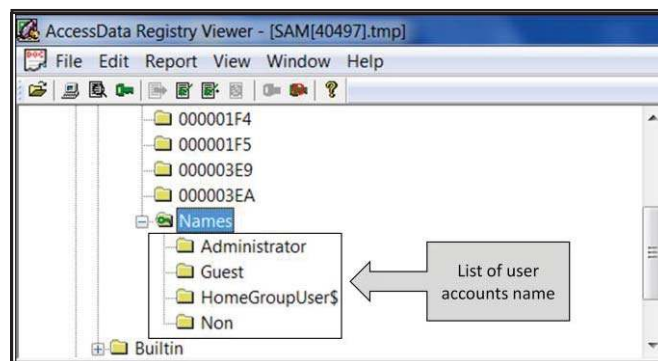 AccessData Registry Viewer - [SAM[40497].tmp]
File Edit Report View Window Help
000001F4
000001F5
000003E9
000003EA
Names
Administrator
Guest
HomeGroupUser$
Non
Builtin
List of user
accounts name